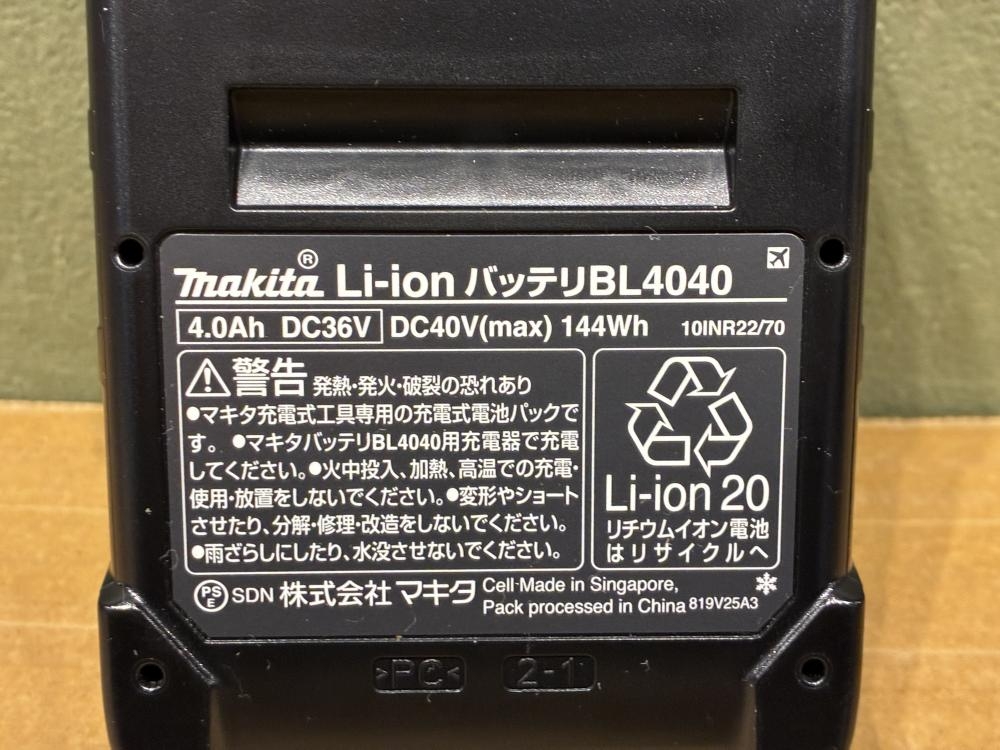 makita® Li-ion バッテリBL4040
4.0Ah DC36V DC40V(max) 144Wh 10INR22/70
警告 発熱・発火・破裂の恐れあり
●マキタ充電式工具専用の充電式電池パックで
す。●マキタバッテリBL4040用充電器で充電
してください。●火中投入、加熱、高温での充電・
使用・放置をしないでください。●変形やショート
させたり、分解・修理・改造をしないでください。
●雨ざらしにしたり、水没させないでください。
Li-ion 20
リチウムイオン電池
はリサイクルへ
PSE SDN 株式会社 マキタ Cell-Made in Singapore,
Pack processed in China 819V25A3
>PC< 2-1